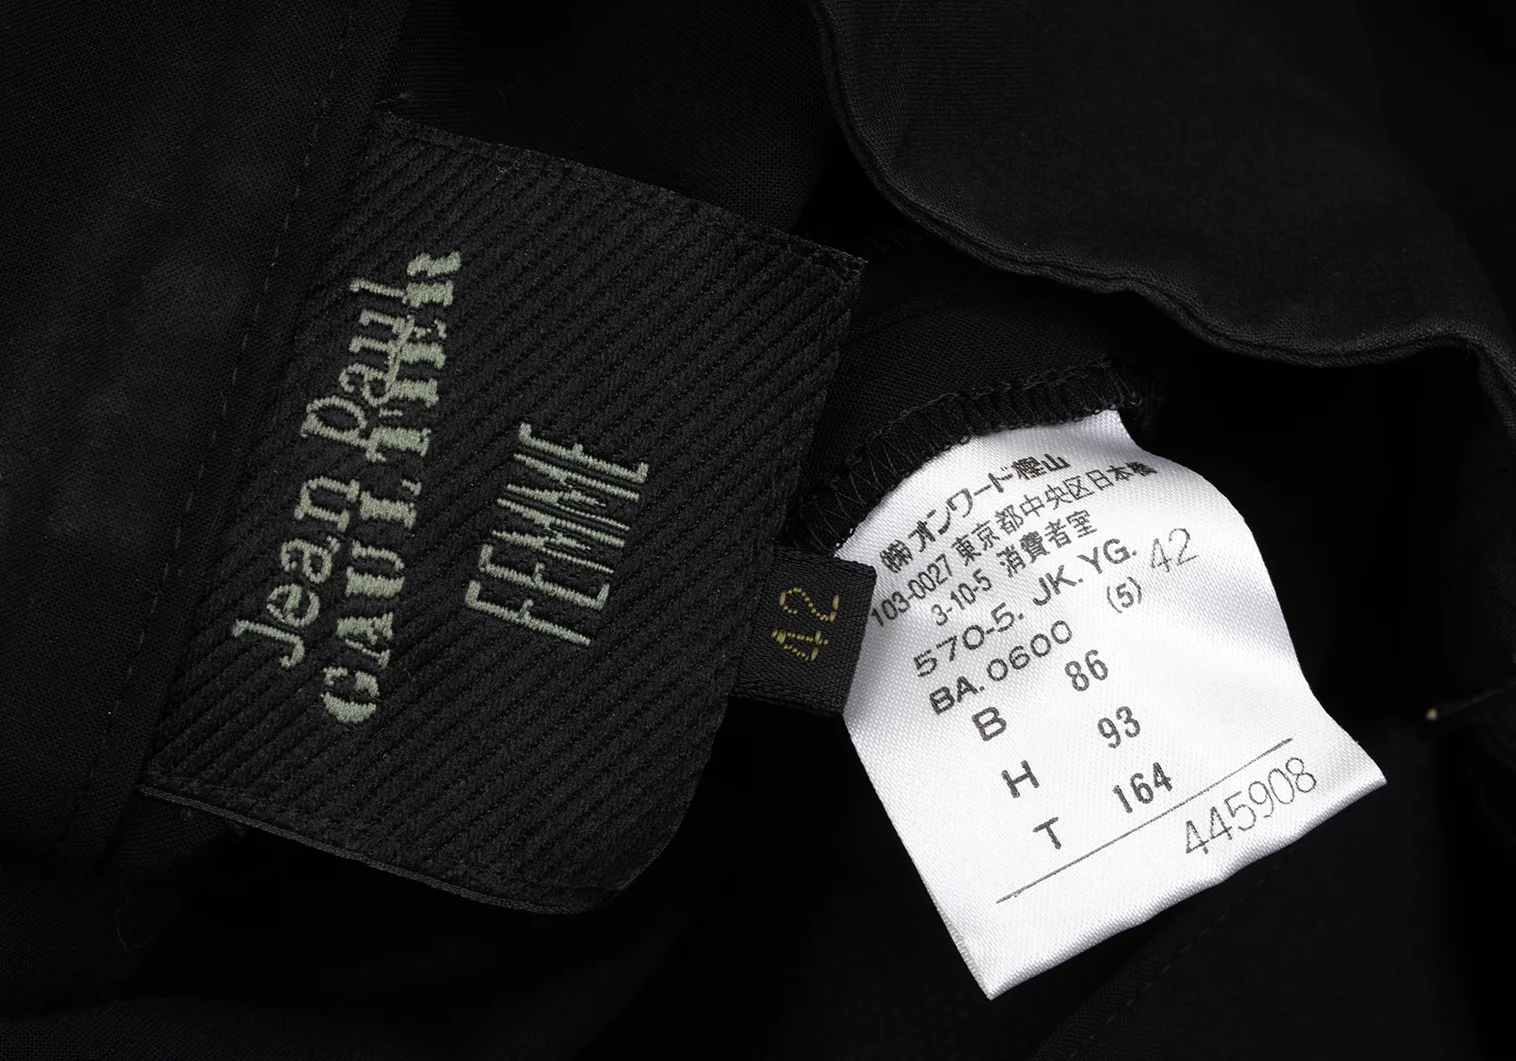 Jean Paul
GAULTIER
FEMME
42
㈱オンワード樫山
103-0027 東京都中央区日本橋
3-10-5 消費者室
570-5. JK. YG. 42
BA. 0600 (5)
B 86
H 93
T 164
445908